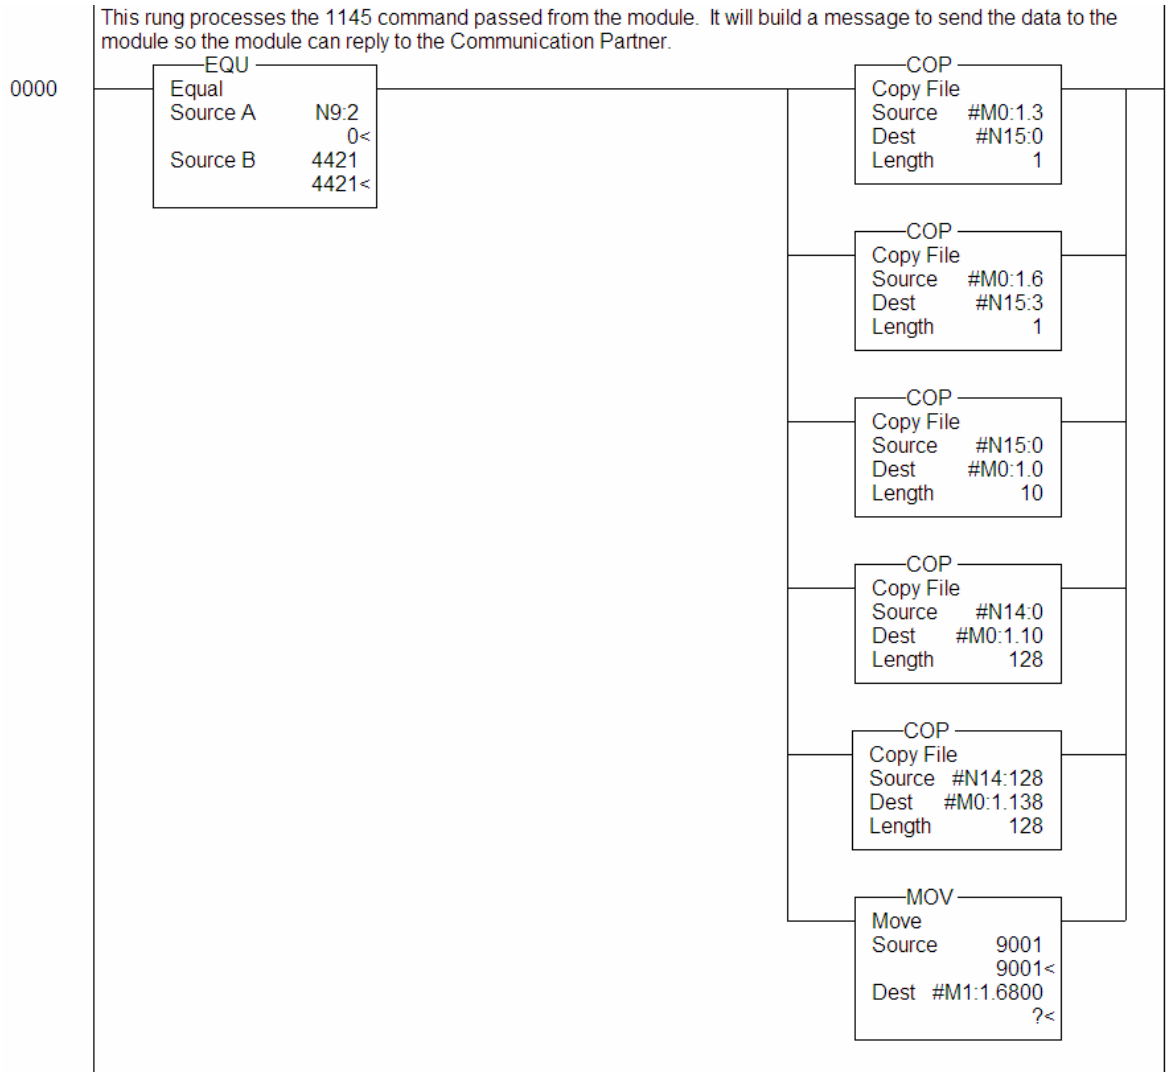 This rung processes the 1145 command passed from the module. It will build a message to send the data to the
module so the module can reply to the Communication Partner.
0000
EQU
Equal
Source A N9:2
0<
Source B 4421
4421<
COP
Copy File
Source #M0:1.3
Dest #N15:0
Length 1
COP
Copy File
Source #M0:1.6
Dest #N15:3
Length 1
COP
Copy File
Source #N15:0
Dest #M0:1.0
Length 10
COP
Copy File
Source #N14:0
Dest #M0:1.10
Length 128
COP
Copy File
Source #N14:128
Dest #M0:1.138
Length 128
MOV
Move
Source 9001
9001<
Dest #M1:1.6800
?<